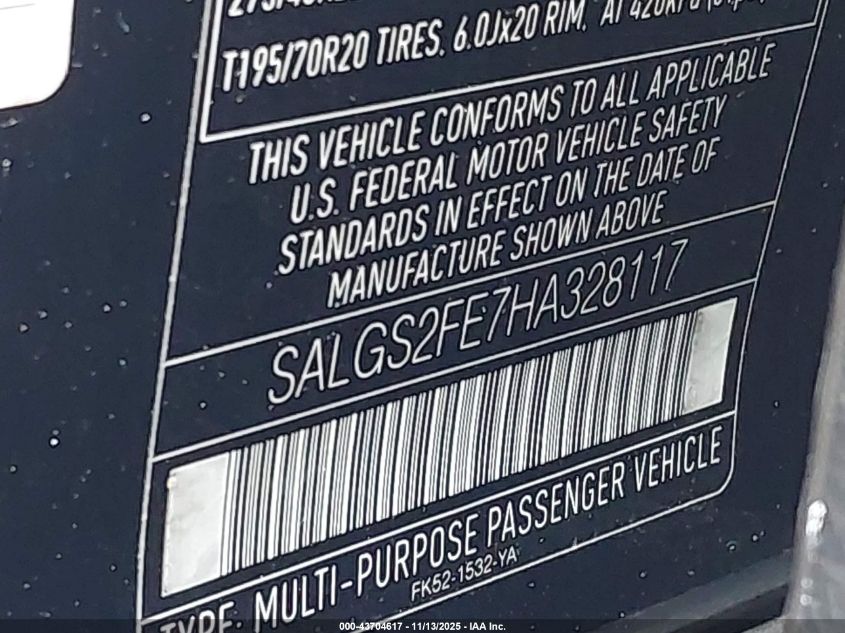 T195/70R20 TIRES, 6.0Jx20 RIM, AT 420KPa
THIS VEHICLE CONFORMS TO ALL APPLICABLE
U.S. FEDERAL MOTOR VEHICLE SAFETY
STANDARDS IN EFFECT ON THE DATE OF
MANUFACTURE SHOWN ABOVE
SALGS2FE7HA328117
TYPE: MULTI-PURPOSE PASSENGER VEHICLE
FK52-1532-YA
000-43704617 - 11/13/2025 - IAA Inc.